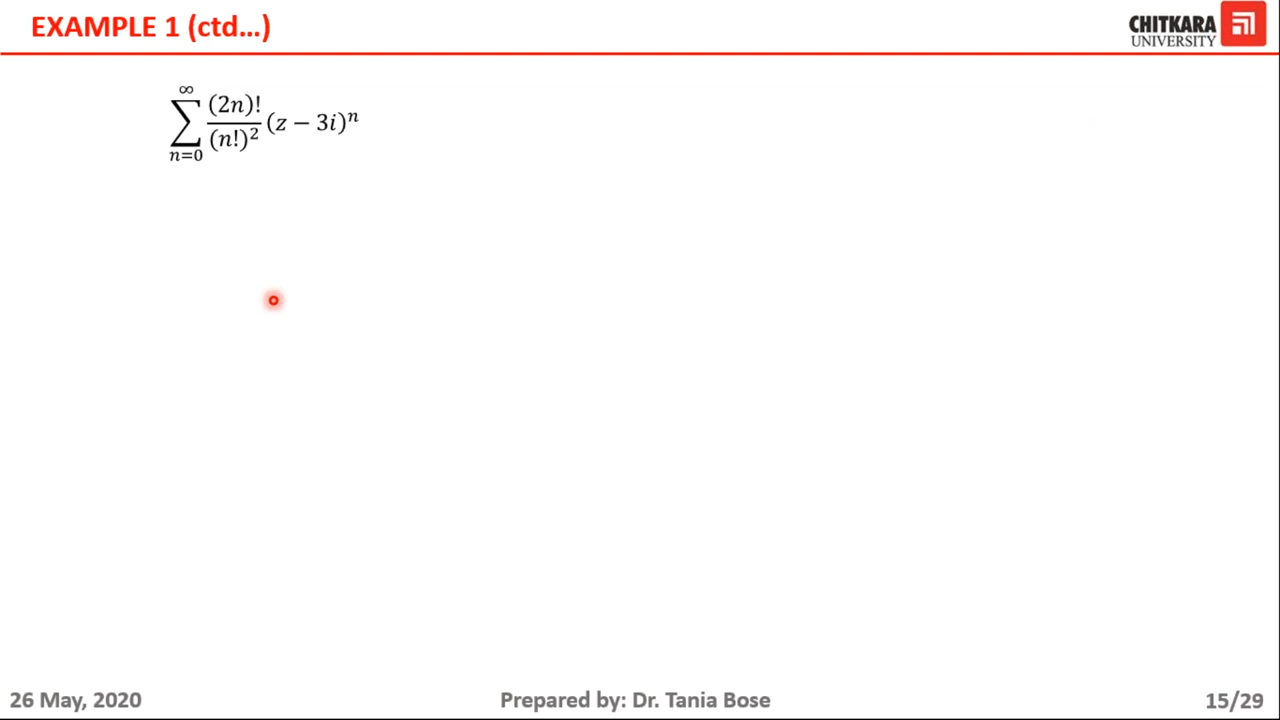 EXAMPLE 1 (ctd...)
CHITKARA
UNIVERSITY
∞
∑ (2n)!/(n!)² (z − 3i)ⁿ
n=0
26 May, 2020
Prepared by: Dr. Tania Bose
15/29